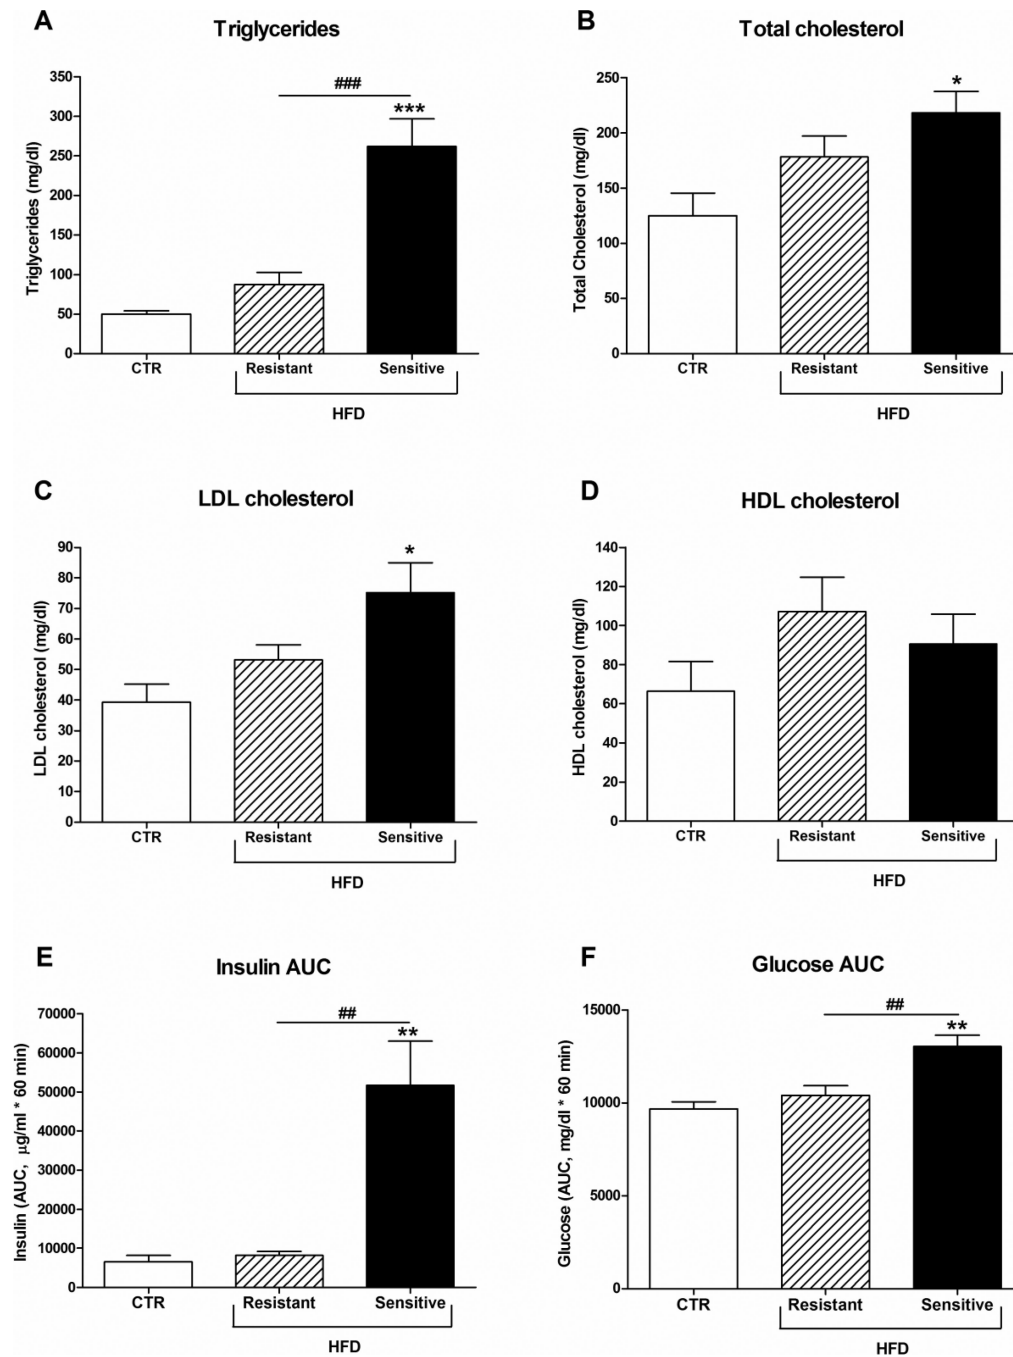 A
Triglycerides
Triglycerides (mg/dl)
350
300
250
200
150
100
50
0
###
***
CTR
Resistant
Sensitive
HFD
B
Total cholesterol
Total Cholesterol (mg/dl)
250
200
150
100
50
0
*
CTR
Resistant
Sensitive
HFD
C
LDL cholesterol
LDL cholesterol (mg/dl)
90
80
70
60
50
40
30
20
10
0
*
CTR
Resistant
Sensitive
HFD
D
HDL cholesterol
HDL cholesterol (mg/dl)
140
120
100
80
60
40
20
0
CTR
Resistant
Sensitive
HFD
E
Insulin AUC
Insulin (AUC, µg/ml * 60 min)
70000
60000
50000
40000
30000
20000
10000
0
##
**
CTR
Resistant
Sensitive
HFD
F
Glucose AUC
Glucose (AUC, mg/dl * 60 min)
15000
10000
5000
0
##
**
CTR
Resistant
Sensitive
HFD